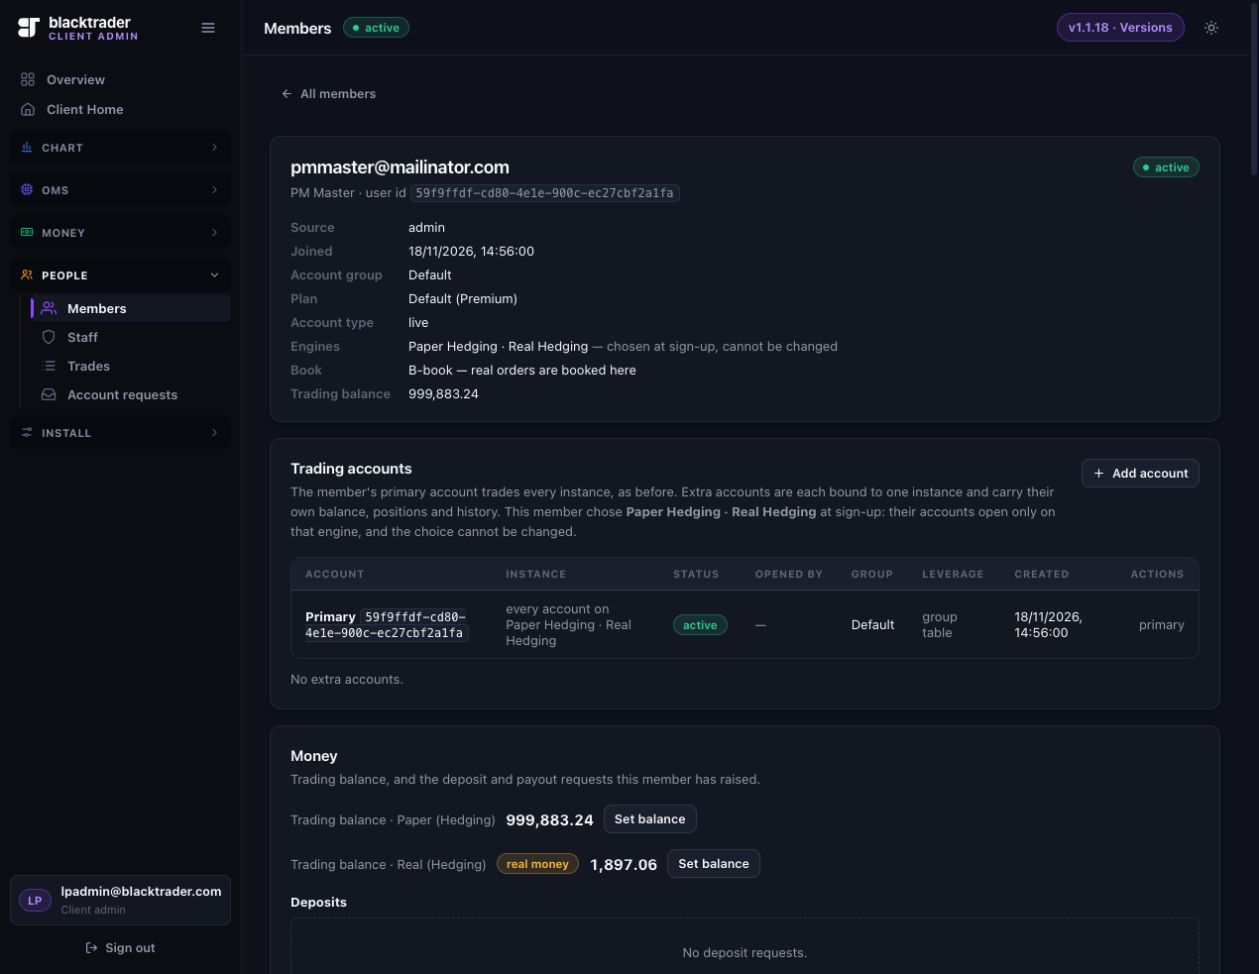 blacktrader
CLIENT ADMIN
Members
active
v1.1.18 · Versions
Overview
Client Home
CHART
OMS
MONEY
PEOPLE
Members
Staff
Trades
Account requests
INSTALL
LP
lpadmin@blacktrader.com
Client admin
Sign out
← All members
pmmaster@mailinator.com
active
PM Master · user id 59f9ffdf-cd80-4e1e-900c-ec27cbf2a1fa
Source admin
Joined 18/11/2026, 14:56:00
Account group Default
Plan Default (Premium)
Account type live
Engines Paper Hedging · Real Hedging — chosen at sign-up, cannot be changed
Book B-book — real orders are booked here
Trading balance 999,883.24
Trading accounts
+ Add account
The member's primary account trades every instance, as before. Extra accounts are each bound to one instance and carry their
own balance, positions and history. This member chose Paper Hedging · Real Hedging at sign-up: their accounts open only on
that engine, and the choice cannot be changed.
ACCOUNT INSTANCE STATUS OPENED BY GROUP LEVERAGE CREATED ACTIONS
Primary 59f9ffdf-cd80-
4e1e-900c-ec27cbf2a1fa
every account on
Paper Hedging · Real
Hedging
active
—
Default
group
table
18/11/2026,
14:56:00
primary
No extra accounts.
Money
Trading balance, and the deposit and payout requests this member has raised.
Trading balance · Paper (Hedging) 999,883.24 Set balance
Trading balance · Real (Hedging) real money 1,897.06 Set balance
Deposits
No deposit requests.